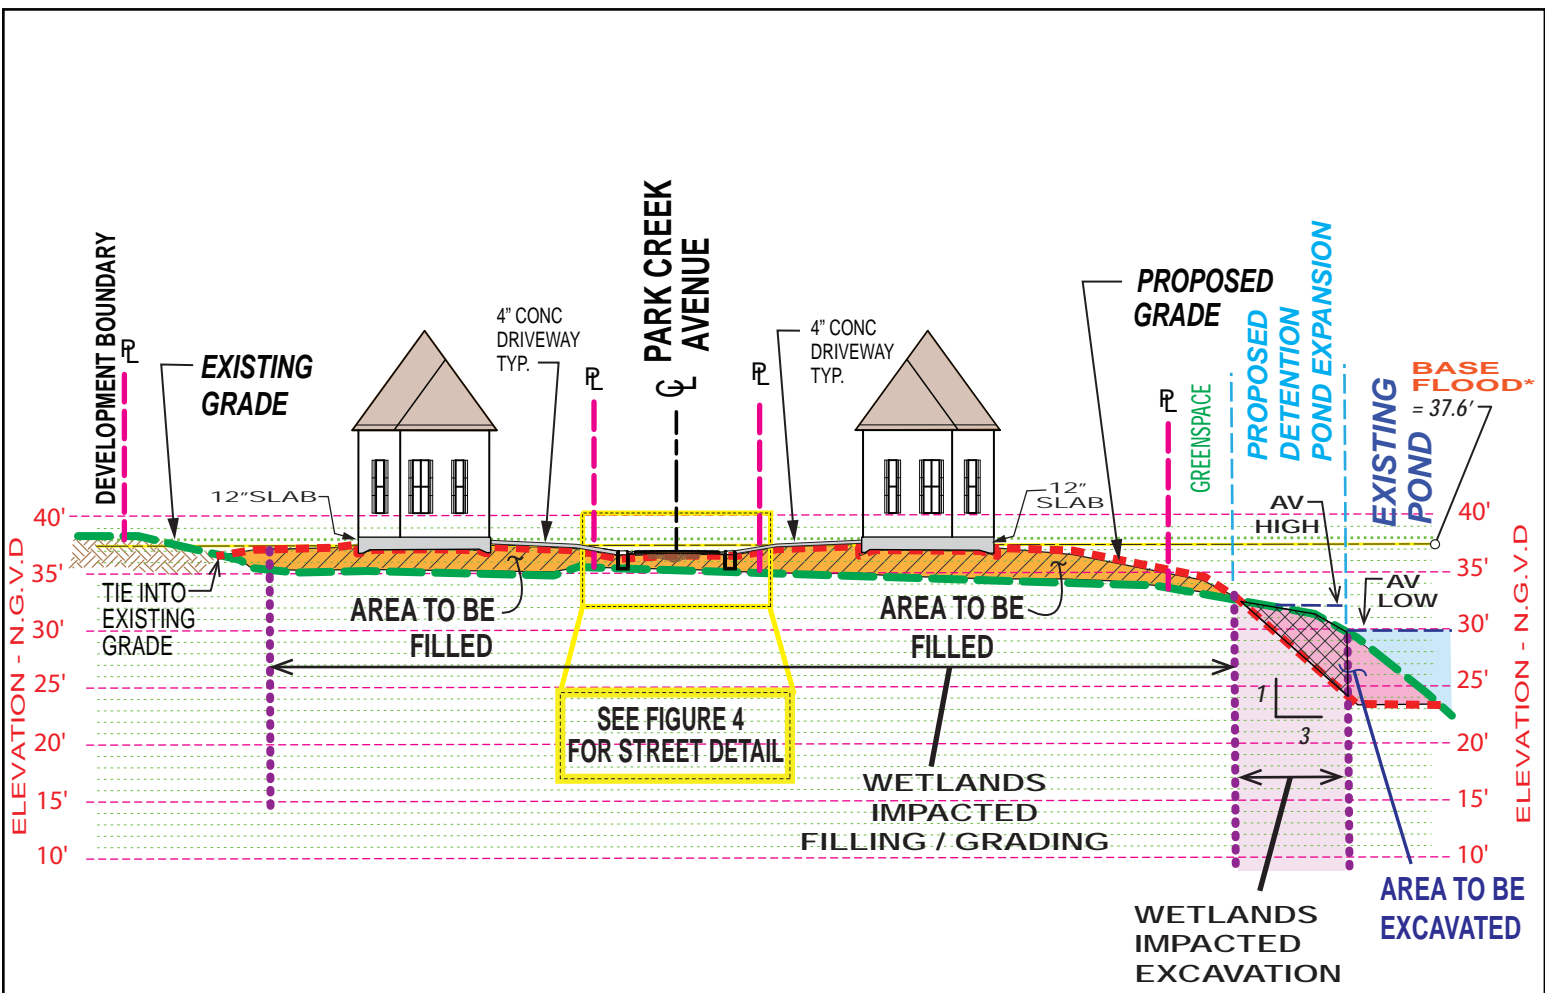 DEVELOPMENT BOUNDARY
PL
EXISTING
GRADE
4" CONC
DRIVEWAY
TYP.
PL
PARK CREEK
AVENUE
CL
PL
4" CONC
DRIVEWAY
TYP.
PROPOSED
GRADE
PL
GREENSPACE
PROPOSED
DETENTION
POND EXPANSION
EXISTING
POND
BASE
FLOOD*
= 37.6'
12"SLAB
12"
SLAB
AV
HIGH
AV
LOW
ELEVATION - N.G.V.D
40'
35'
30'
25'
20'
15'
10'
TIE INTO
EXISTING
GRADE
AREA TO BE
FILLED
AREA TO BE
FILLED
SEE FIGURE 4
FOR STREET DETAIL
WETLANDS
IMPACTED
FILLING / GRADING
1
3
40'
35'
30'
25'
20'
15'
10'
ELEVATION - N.G.V.D
AREA TO BE
EXCAVATED
WETLANDS
IMPACTED
EXCAVATION